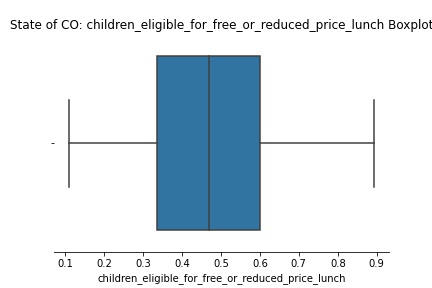 State of CO: children_eligible_for_free_or_reduced_price_lunch Boxplot
-
0.1 0.2 0.3 0.4 0.5 0.6 0.7 0.8 0.9
children_eligible_for_free_or_reduced_price_lunch